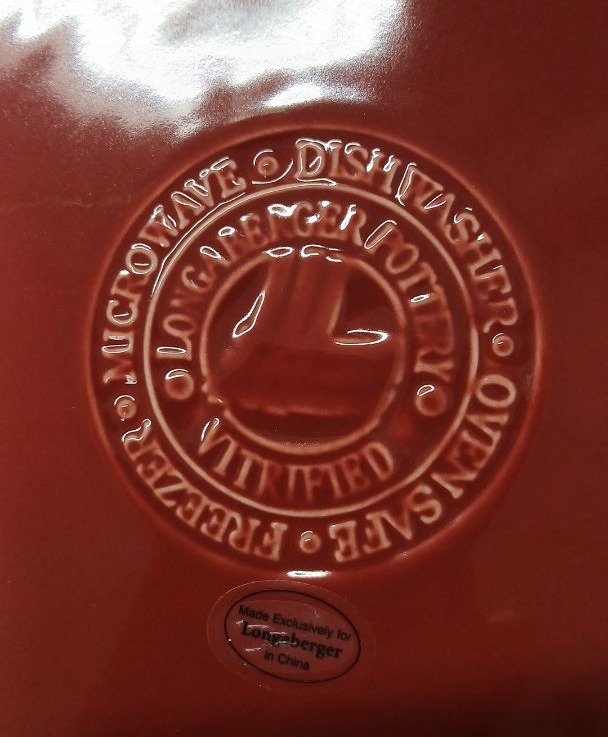 MICROWAVE • DISHWASHER • OVEN SAFE • FREEZER •
• LONGABERGER POTTERY •
VITRIFIED
Made Exclusively for
Longaberger
in China